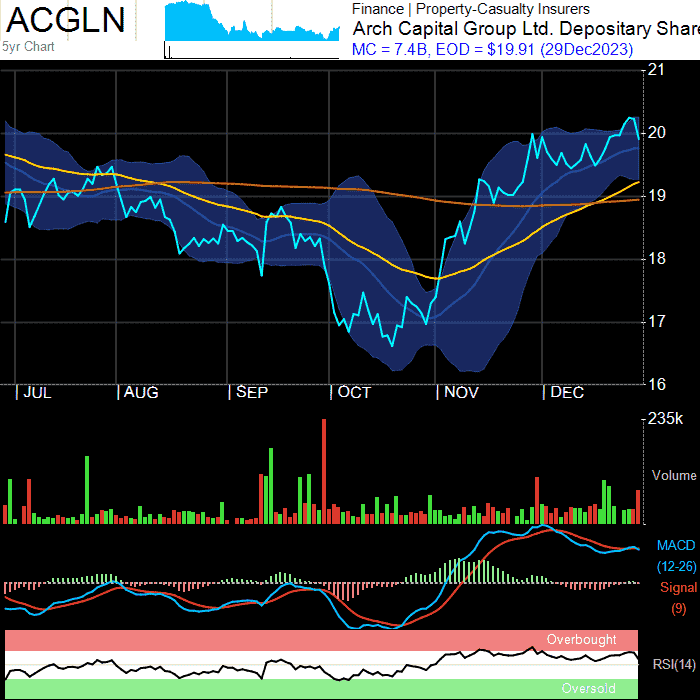 ACGLN
5yr Chart
Finance | Property-Casualty Insurers
Arch Capital Group Ltd. Depositary Share
MC = 7.4B, EOD = $19.91 (29Dec2023)
21
20
19
18
17
16
| JUL | AUG | SEP | OCT | NOV | DEC
235k
Volume
MACD
(12-26)
Signal
(9)
Overbought
RSI(14)
Oversold